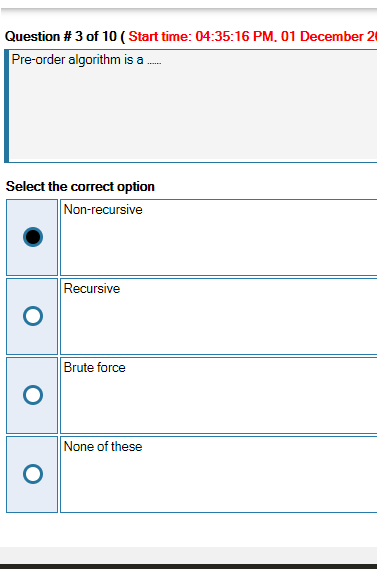 Question # 3 of 10 ( Start time: 04:35:16 PM, 01 December
Pre-order algorithm is a ......
Select the correct option
Non-recursive
Recursive
Brute force
None of these